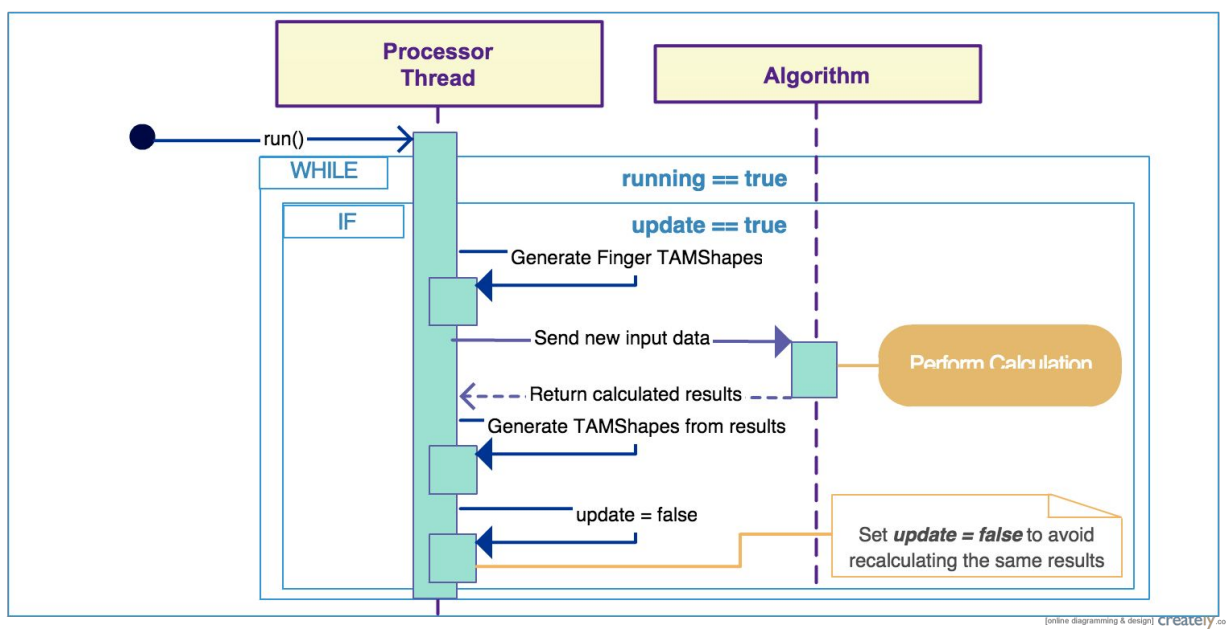 Processor
Thread
Algorithm
run()
WHILE
running == true
IF
update == true
Generate Finger TAMShapes
Send new input data
Perform Calculation
Return calculated results
Generate TAMShapes from results
update = false
Set update = false to avoid
recalculating the same results
[online diagramming & design] creately.co